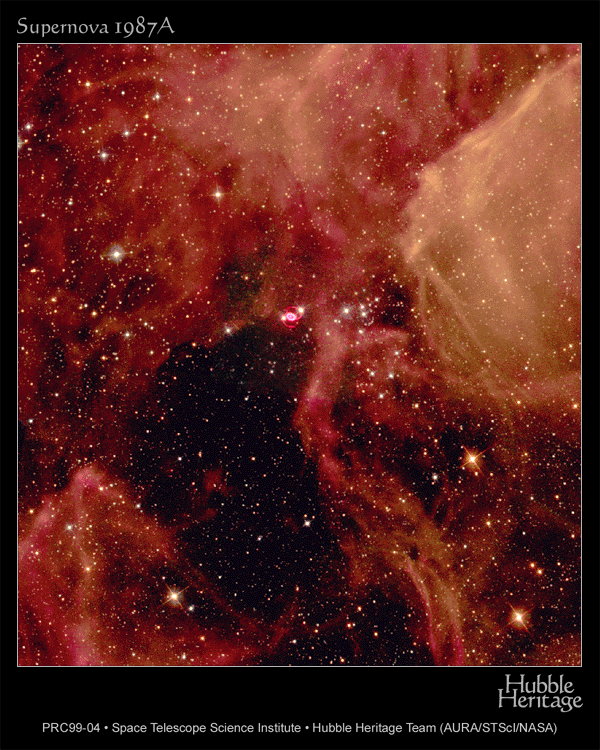 Supernova 1987A
Hubble
Heritage
PRC99-04 • Space Telescope Science Institute • Hubble Heritage Team (AURA/STScI/NASA)